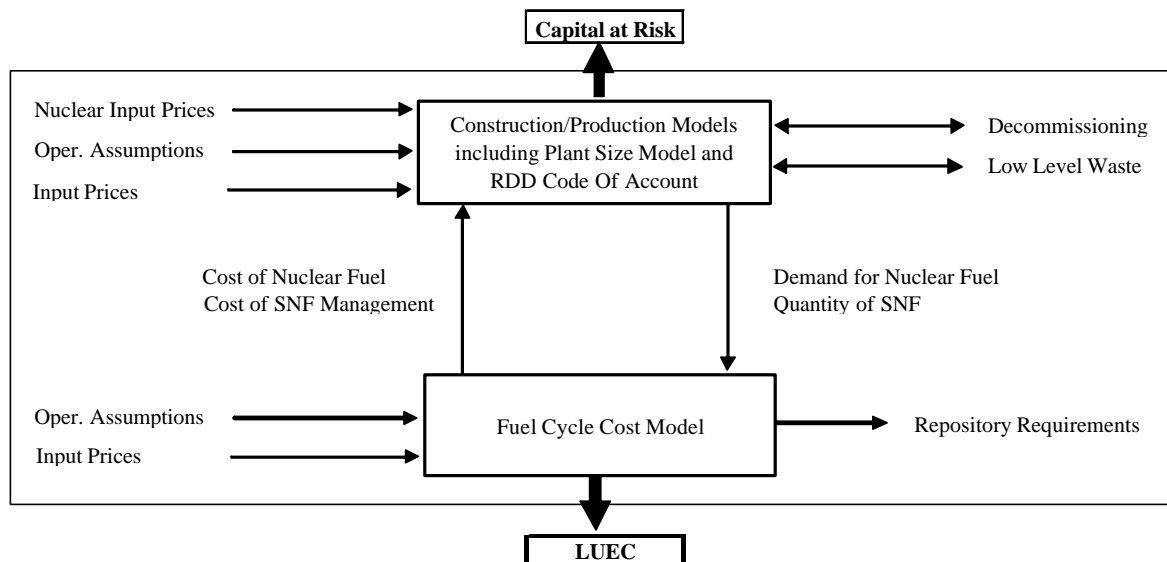 Capital at Risk
Nuclear Input Prices
Oper. Assumptions
Input Prices
Construction/Production Models
including Plant Size Model and
RDD Code Of Account
Decommissioning
Low Level Waste
Cost of Nuclear Fuel
Cost of SNF Management
Demand for Nuclear Fuel
Quantity of SNF
Oper. Assumptions
Input Prices
Fuel Cycle Cost Model
Repository Requirements
LUEC